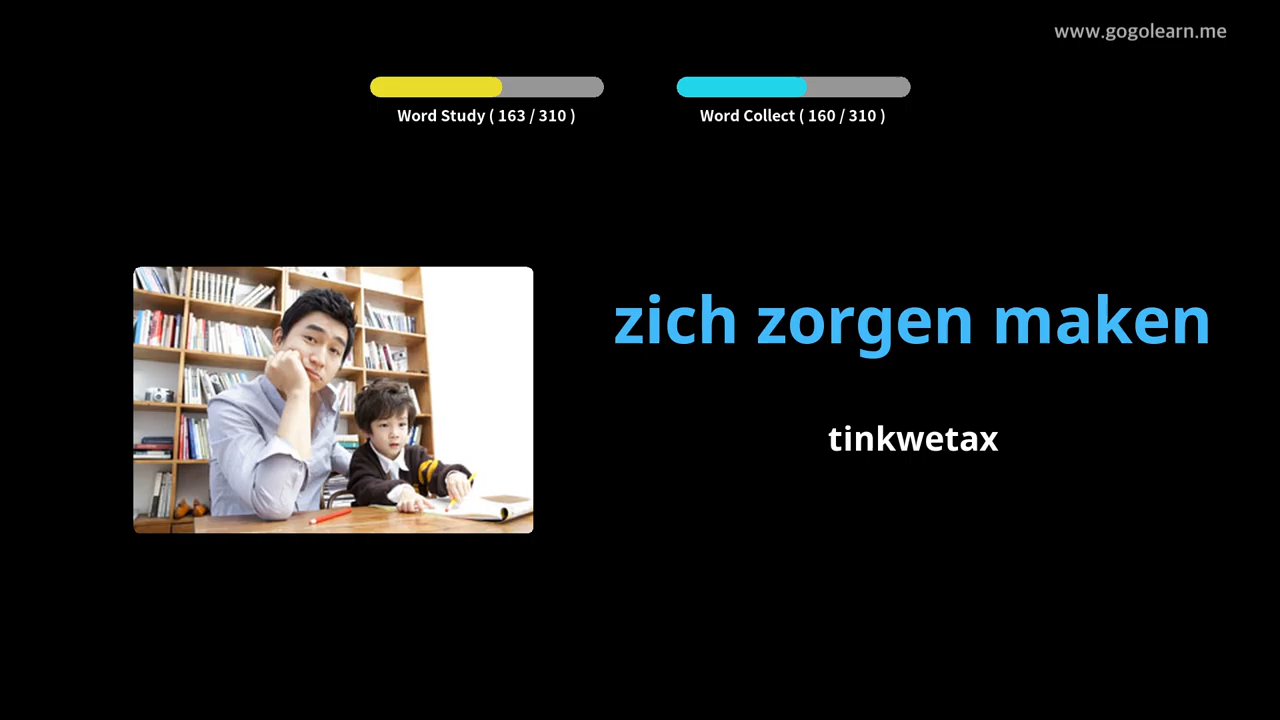 www.gogolearn.me
Word Study ( 163 / 310 )
Word Collect ( 160 / 310 )
zich zorgen maken
tinkwetax